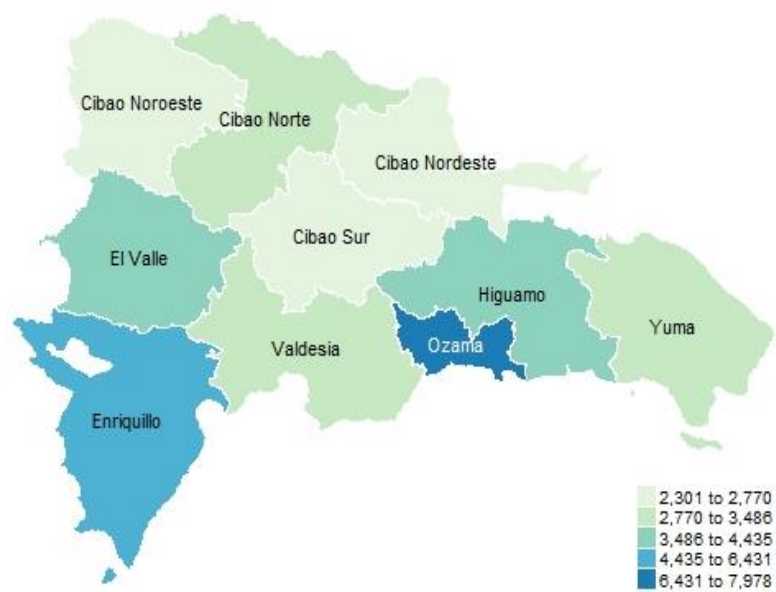 Cibao Noroeste
Cibao Norte
Cibao Nordeste
Cibao Sur
El Valle
Higuamo
Yuma
Valdesia
Ozama
Enriquillo
2,301 to 2,770
2,770 to 3,486
3,486 to 4,435
4,435 to 6,431
6,431 to 7,978